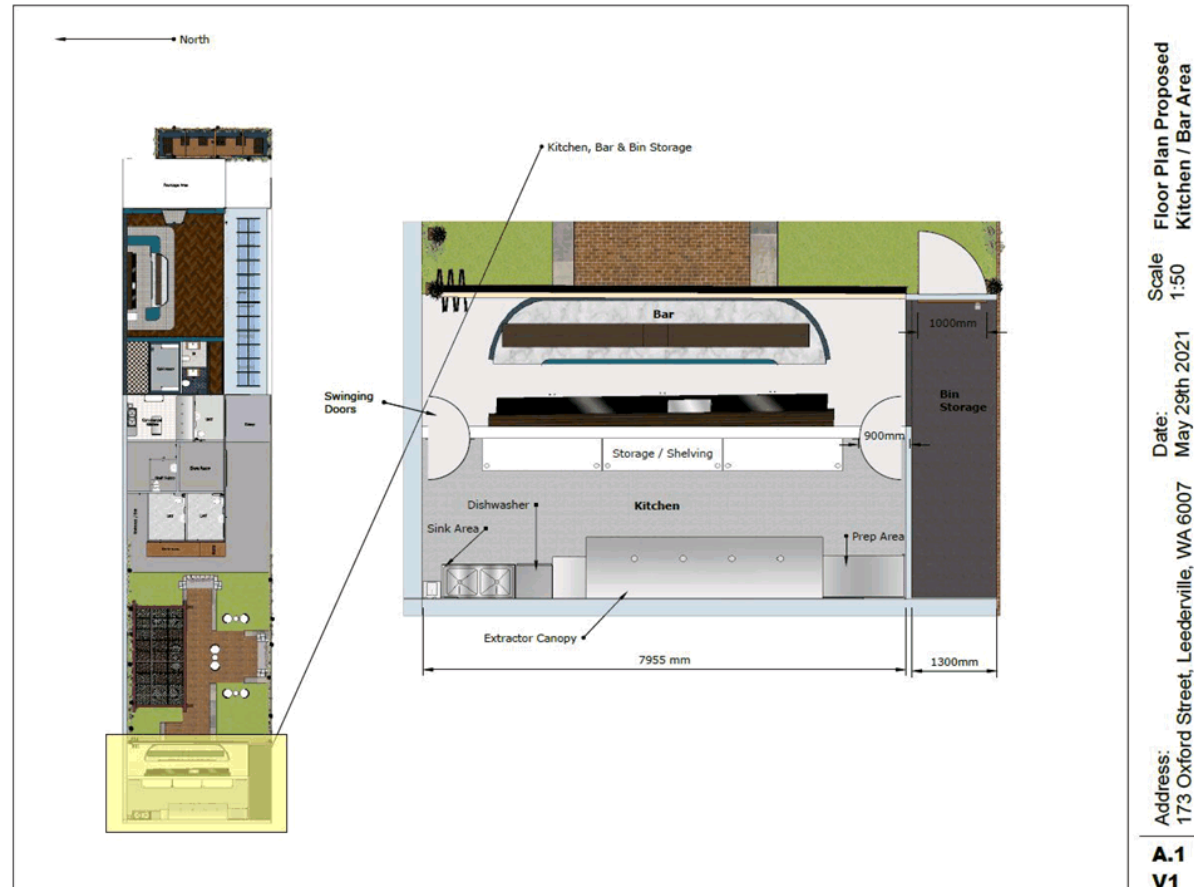 North
Kitchen, Bar & Bin Storage
Bar
1000mm
Bin
Storage
Swinging
Doors
900mm
Storage / Shelving
Kitchen
Dishwasher
Sink Area
Prep Area
Extractor Canopy
7955 mm
1300mm
Floor Plan Proposed
Kitchen / Bar Area
Scale
1:50
Date:
May 29th 2021
Address:
173 Oxford Street, Leederville, WA 6007
A.1
V1